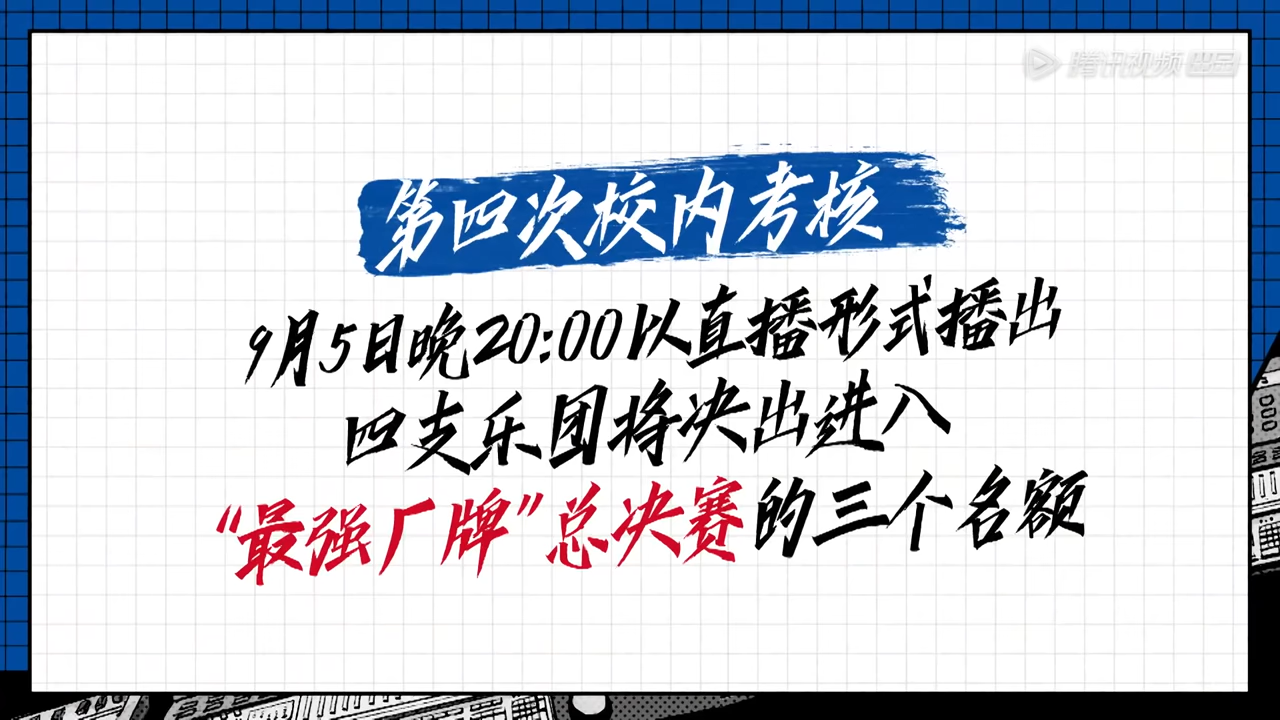 腾讯视频 出品
第四次校内考核
9月5日晚20:00以直播形式播出
四支乐团将决出进入
“最强厂牌”总决赛的三个名额